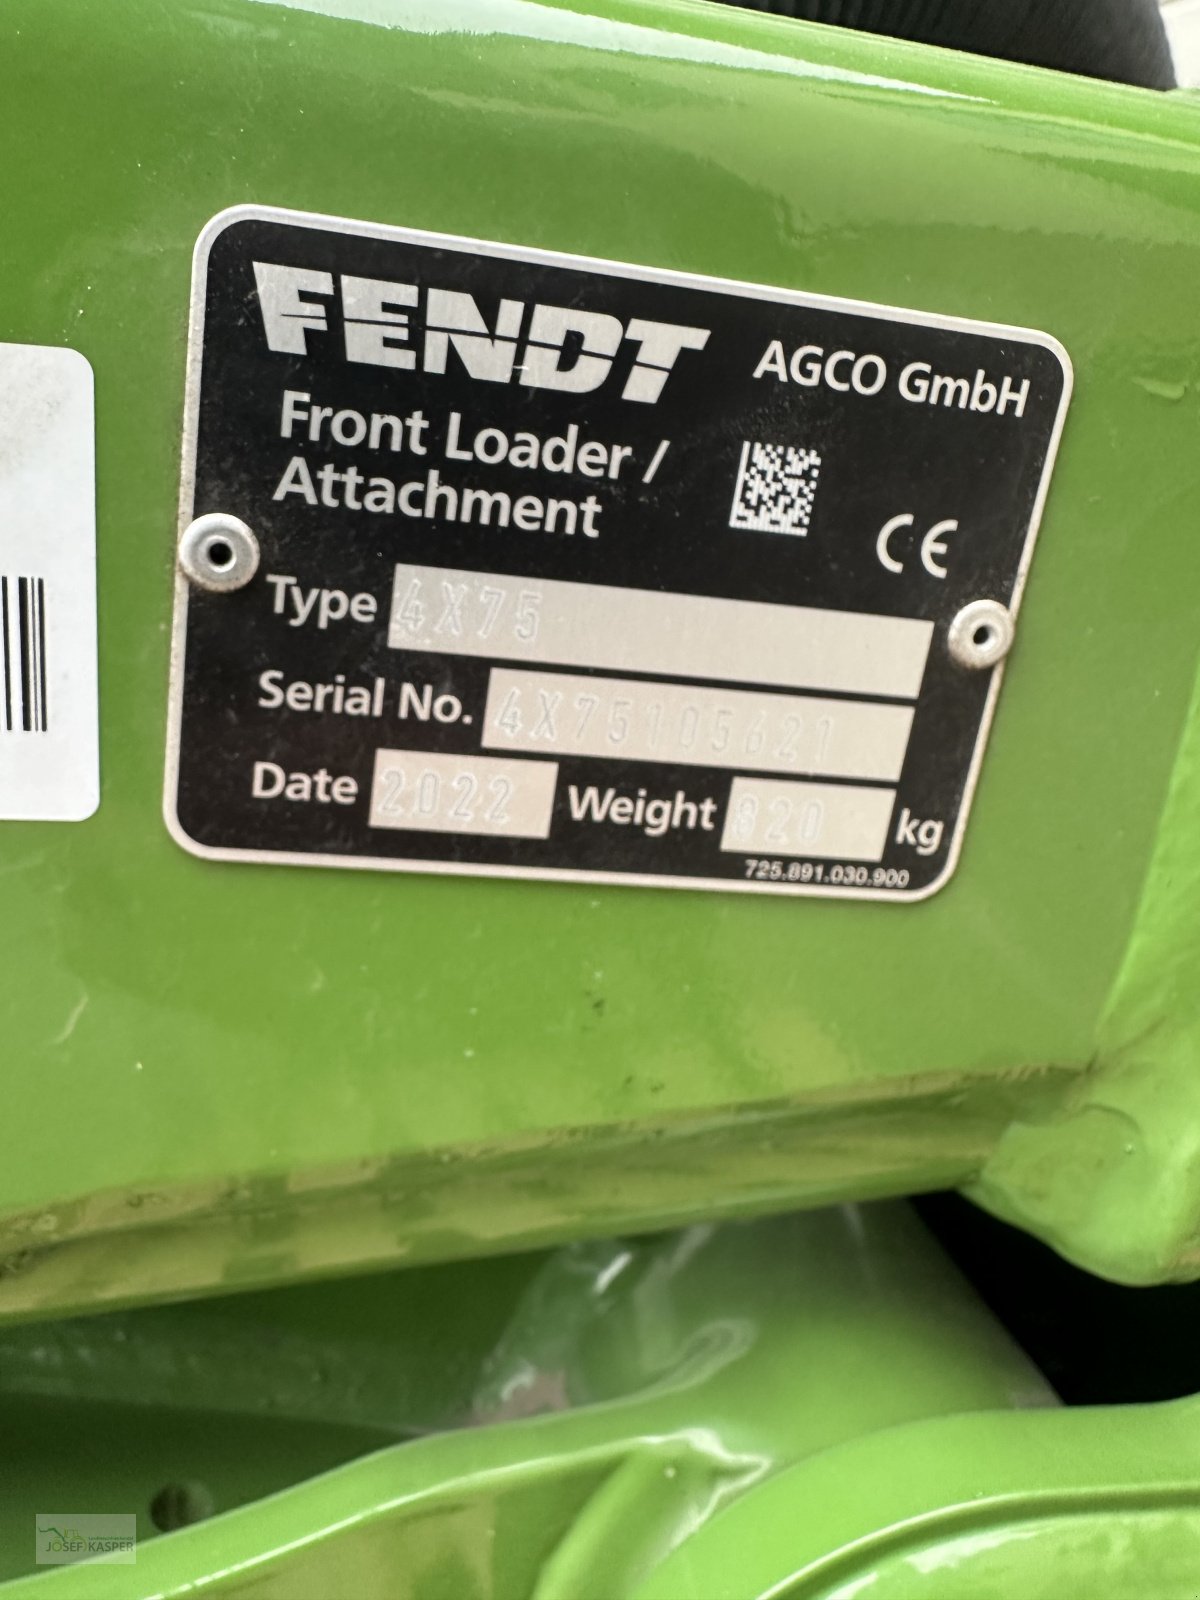 FENDT AGCO GmbH
Front Loader /
Attachment
CE
Type 4X75
Serial No. 4X75105621
Date 2022 Weight 820 kg
725.891.030.900
JOSEF KASPER